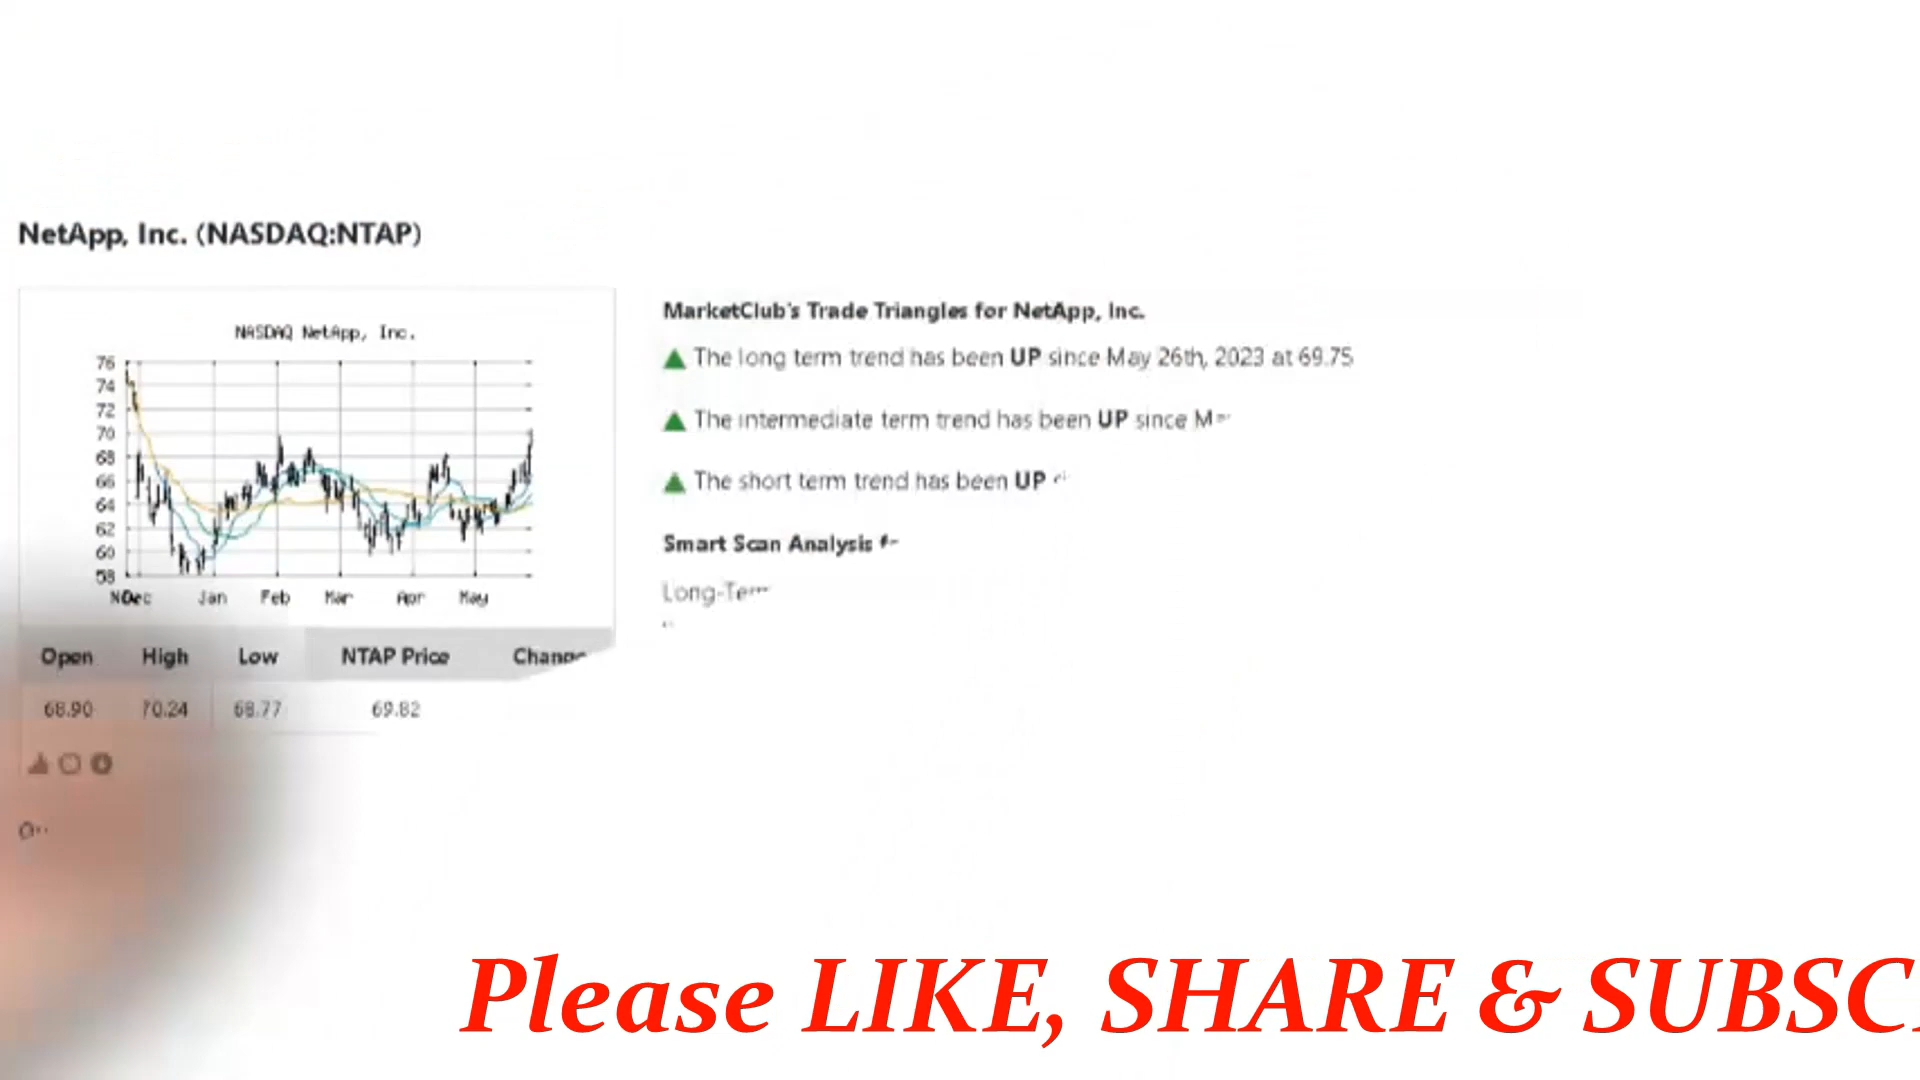 NetApp, Inc. (NASDAQ:NTAP)
NASDAQ NetApp, Inc.
76
74
72
70
68
66
64
62
60
58
Dec Jan Feb Mar Apr May
Open High Low NTAP Price
68.90 70.24 68.77 69.82
MarketClub's Trade Triangles for NetApp, Inc.
The long term trend has been UP since May 26th, 2023 at 69.75
The intermediate term trend has been UP since
The short term trend has been UP
Smart Scan Analysis
Please LIKE, SHARE &